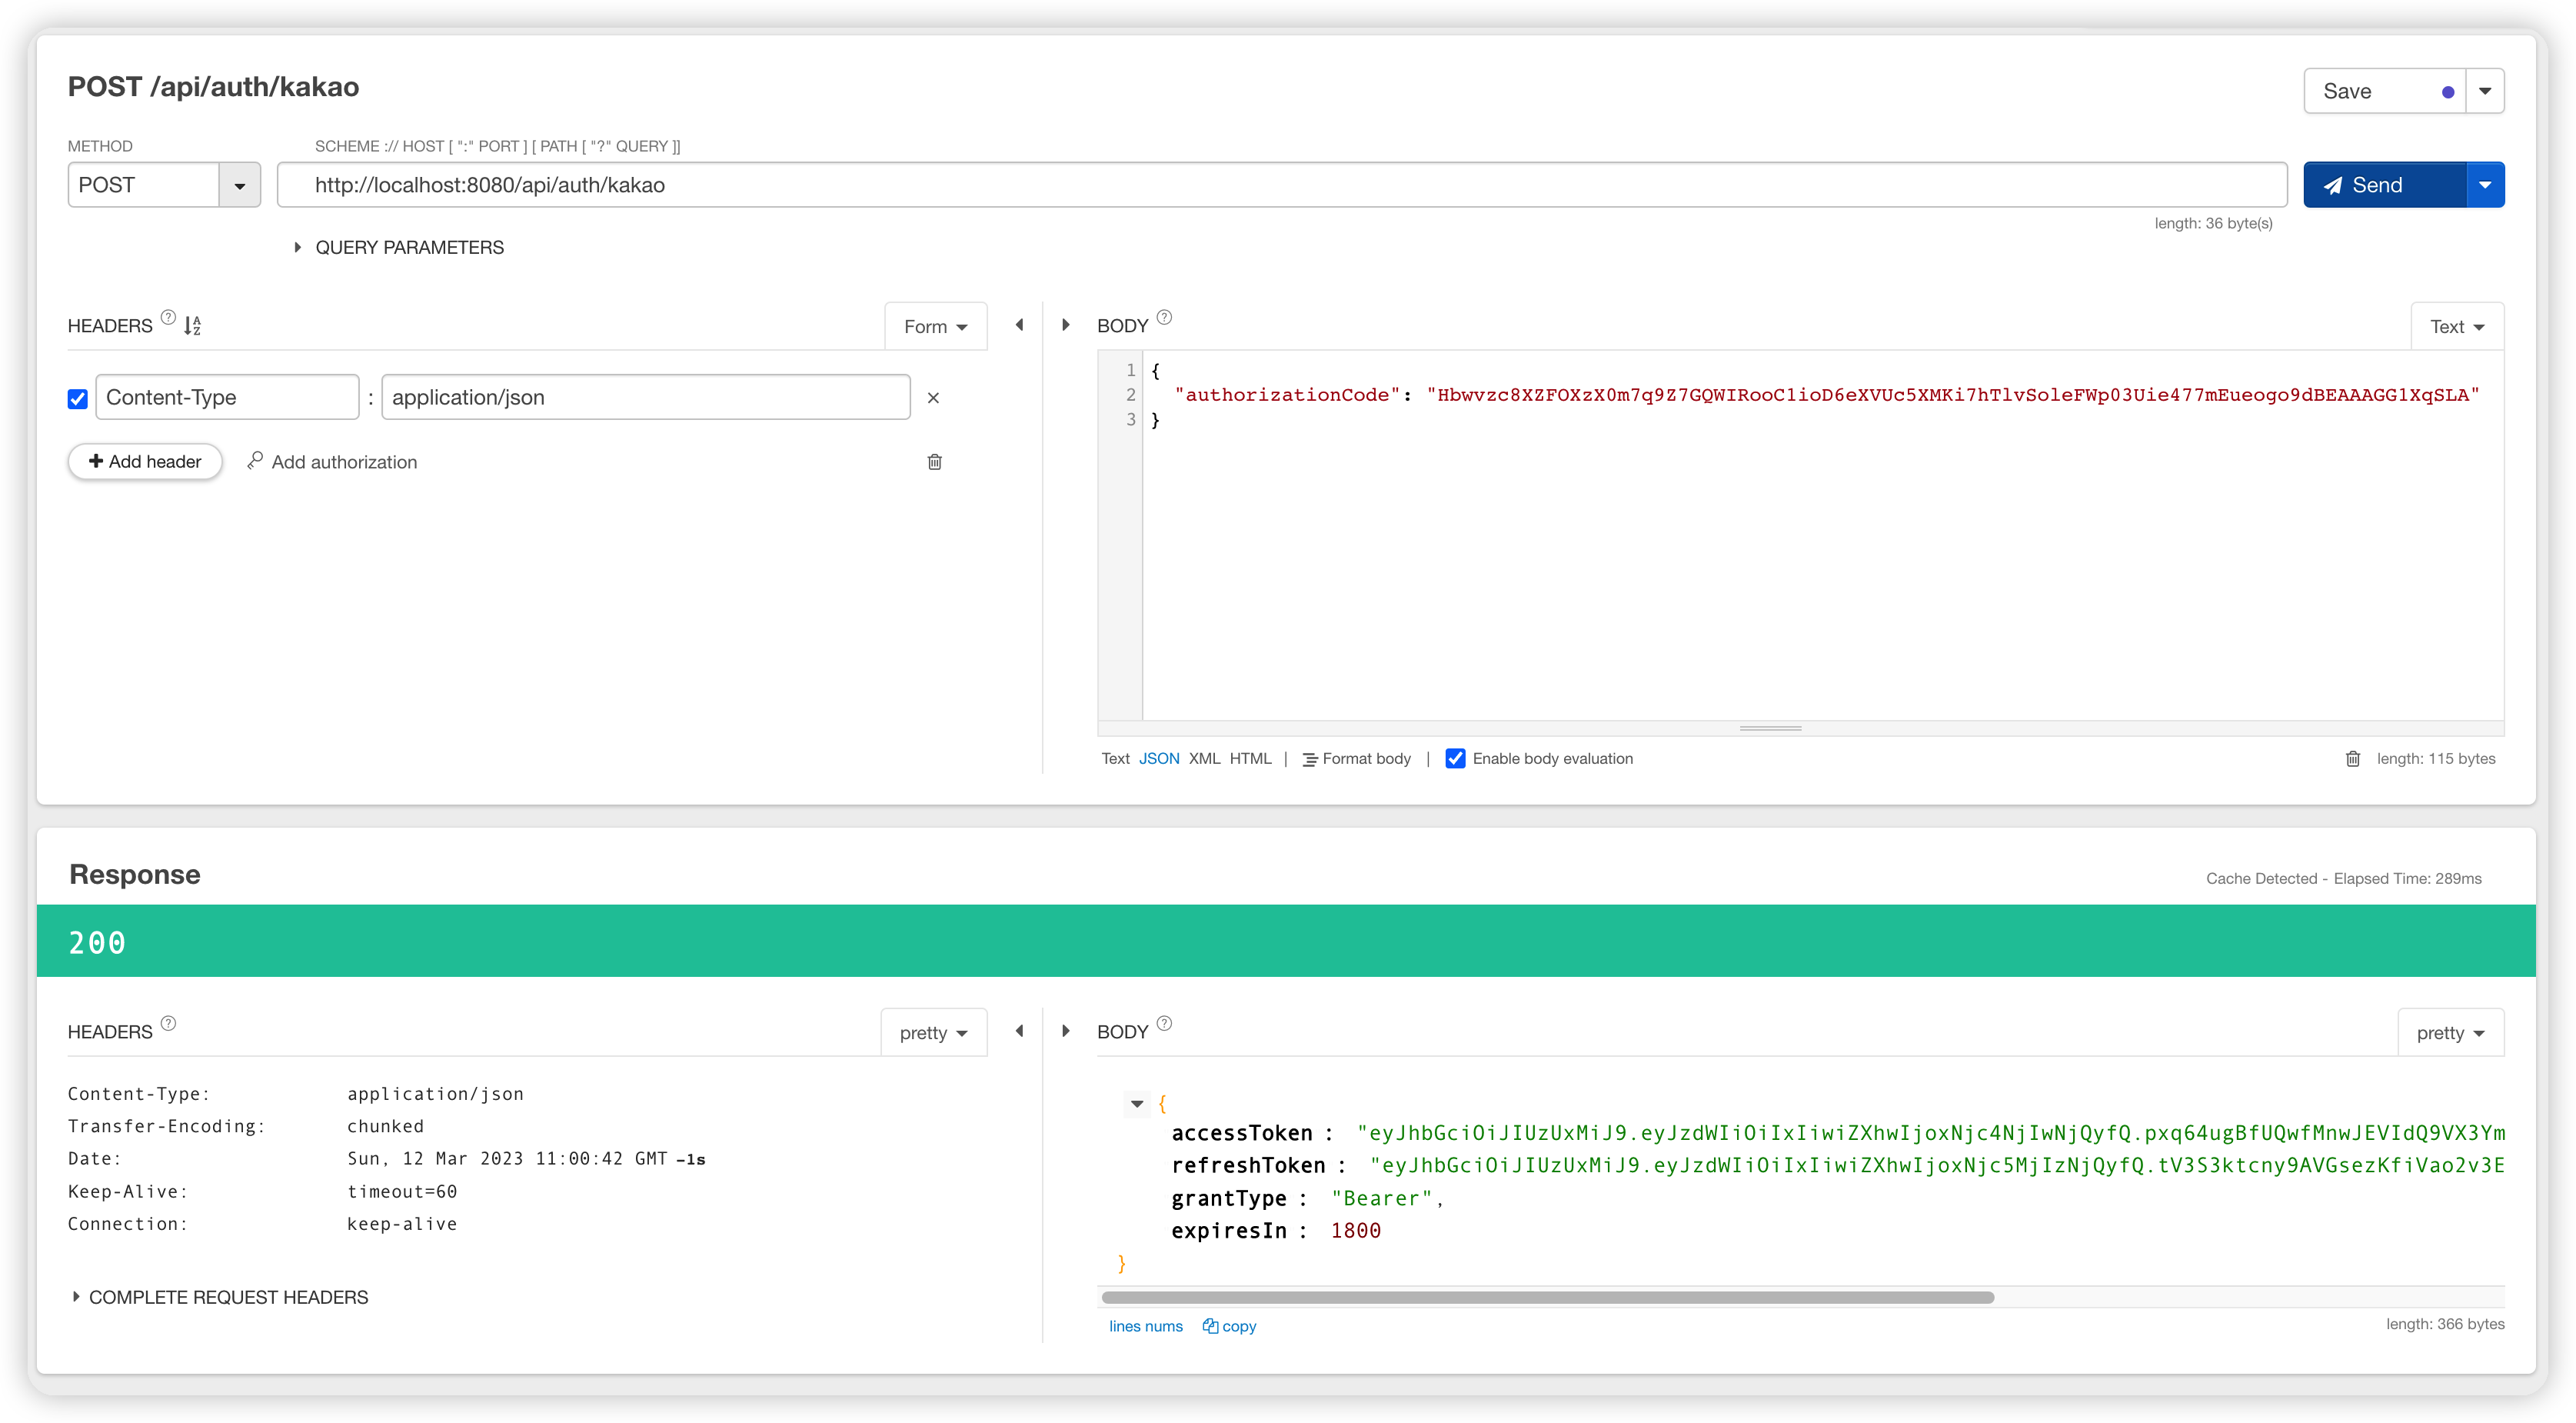 POST /api/auth/kakao
Save
METHOD
SCHEME :// HOST [ ":" PORT ] [ PATH [ "?" QUERY ]]
POST
http://localhost:8080/api/auth/kakao
Send
length: 36 byte(s)
QUERY PARAMETERS
HEADERS ?
Form
BODY ?
Text
Content-Type : application/json ×
+ Add header
Add authorization
1 {
2 "authorizationCode": "Hbwvzc8XZFOXzX0m7q9Z7GQWIRooC1ioD6eXVUc5XMKi7hTlvSoleFWp03Uie477mEueogo9dBEAAAGG1XqSLA"
3 }
Text JSON XML HTML | Format body | Enable body evaluation
length: 115 bytes
Response
Cache Detected - Elapsed Time: 289ms
200
HEADERS ?
pretty
BODY ?
pretty
Content-Type: application/json
Transfer-Encoding: chunked
Date: Sun, 12 Mar 2023 11:00:42 GMT -1s
Keep-Alive: timeout=60
Connection: keep-alive
COMPLETE REQUEST HEADERS
{
accessToken : "eyJhbGciOiJIUzUxMiJ9.eyJzdWIiOiIxIiwiZXhwIjoxNjc4NjIwNjQyfQ.pxq64ugBfUQwfMnwJEVIdQ9VX3Ym
refreshToken : "eyJhbGciOiJIUzUxMiJ9.eyJzdWIiOiIxIiwiZXhwIjoxNjc5MjIzNjQyfQ.tV3S3ktcny9AVGsezKfiVao2v3E
grantType : "Bearer",
expiresIn : 1800
}
lines nums
copy
length: 366 bytes